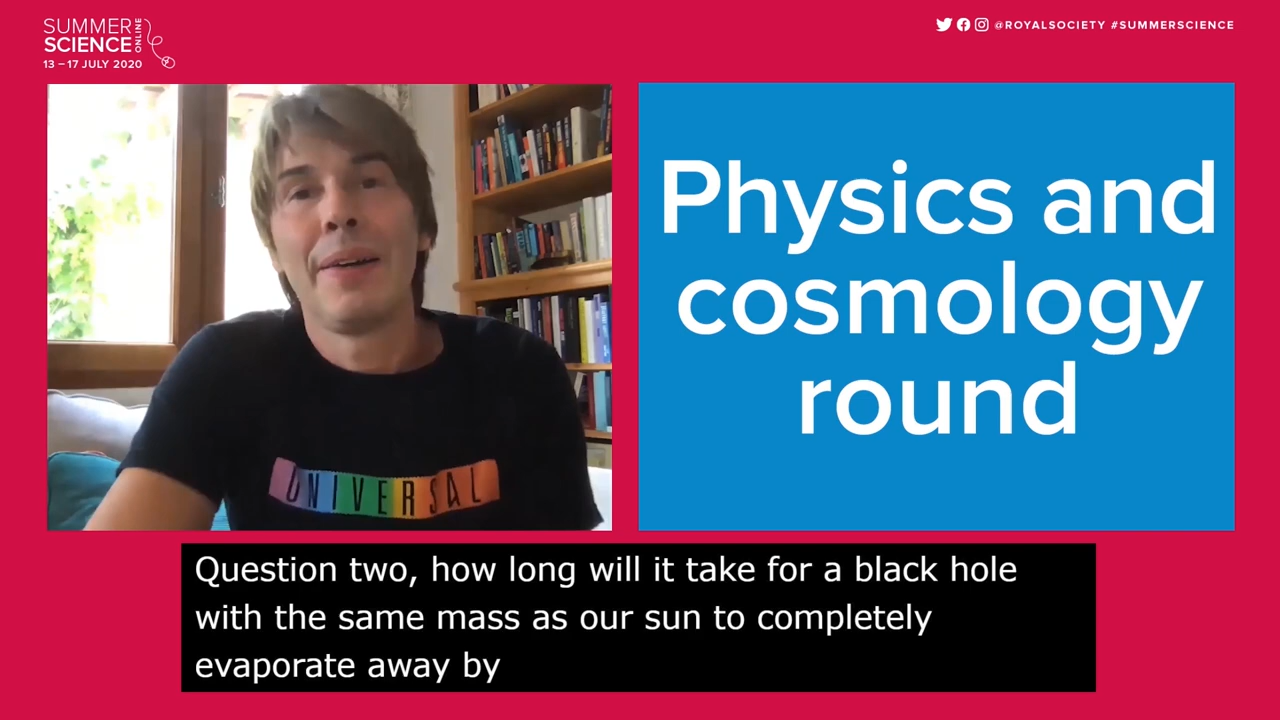 SUMMER
SCIENCE
ONLINE
13 – 17 JULY 2020
@ROYALSOCIETY #SUMMERSCIENCE
UNIVERSAL
Physics and
cosmology
round
Question two, how long will it take for a black hole
with the same mass as our sun to completely
evaporate away by